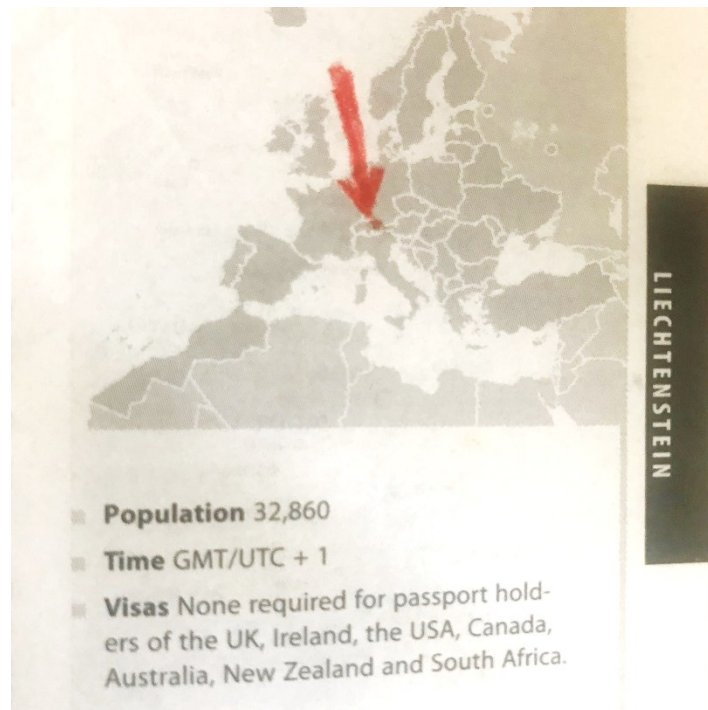 LIECHTENSTEIN
Population 32,860
Time GMT/UTC + 1
Visas None required for passport hold-
ers of the UK, Ireland, the USA, Canada,
Australia, New Zealand and South Africa.